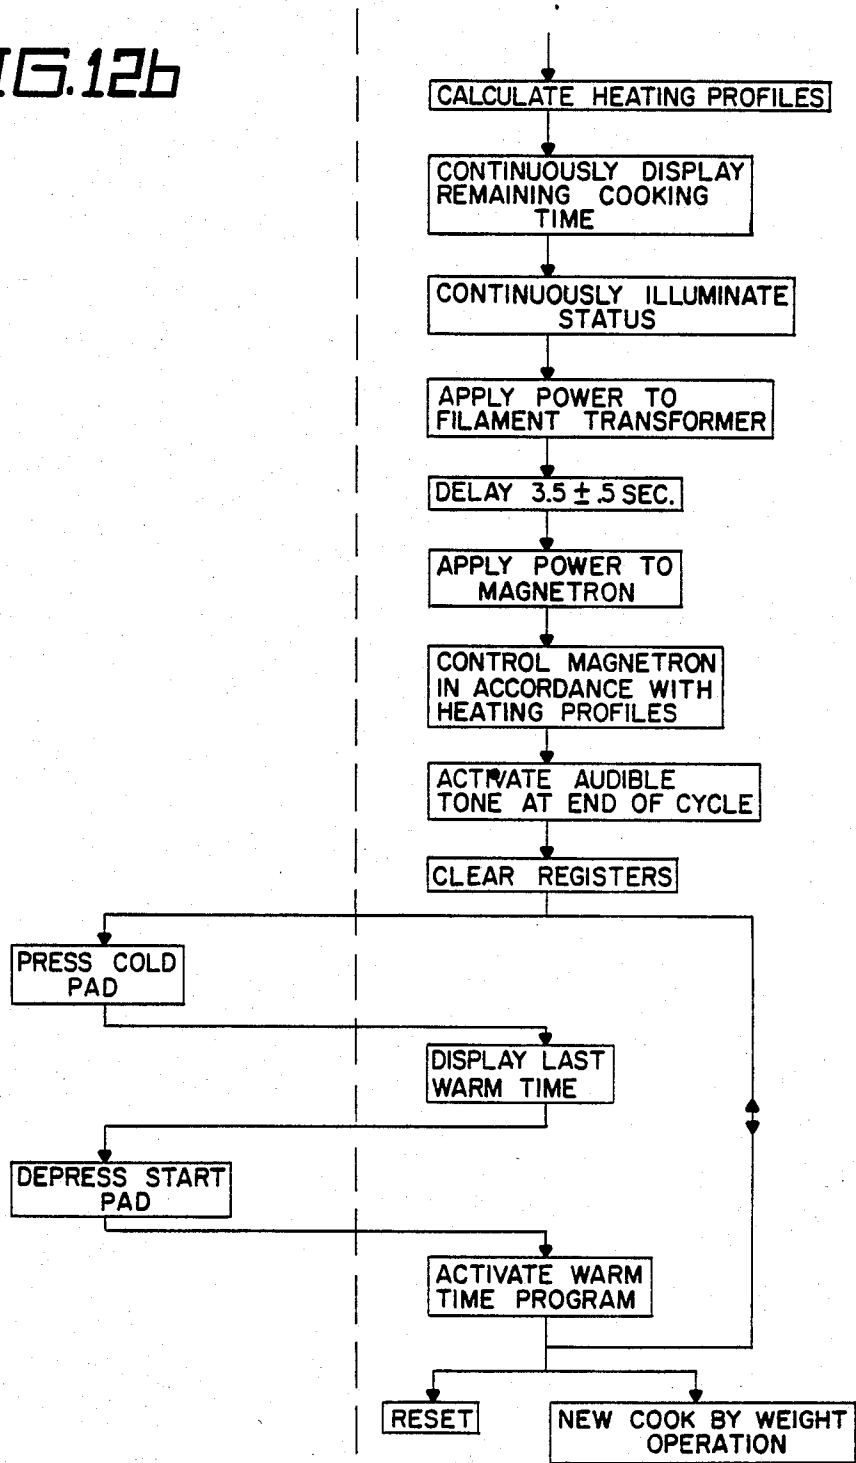 IG.12b
CALCULATE HEATING PROFILES
CONTINUOUSLY DISPLAY
REMAINING COOKING
TIME
CONTINUOUSLY ILLUMINATE
STATUS
APPLY POWER TO
FILAMENT TRANSFORMER
DELAY 3.5 ± .5 SEC.
APPLY POWER TO
MAGNETRON
CONTROL MAGNETRON
IN ACCORDANCE WITH
HEATING PROFILES
ACTIVATE AUDIBLE
TONE AT END OF CYCLE
CLEAR REGISTERS
PRESS COLD
PAD
DISPLAY LAST
WARM TIME
DEPRESS START
PAD
ACTIVATE WARM
TIME PROGRAM
RESET
NEW COOK BY WEIGHT
OPERATION